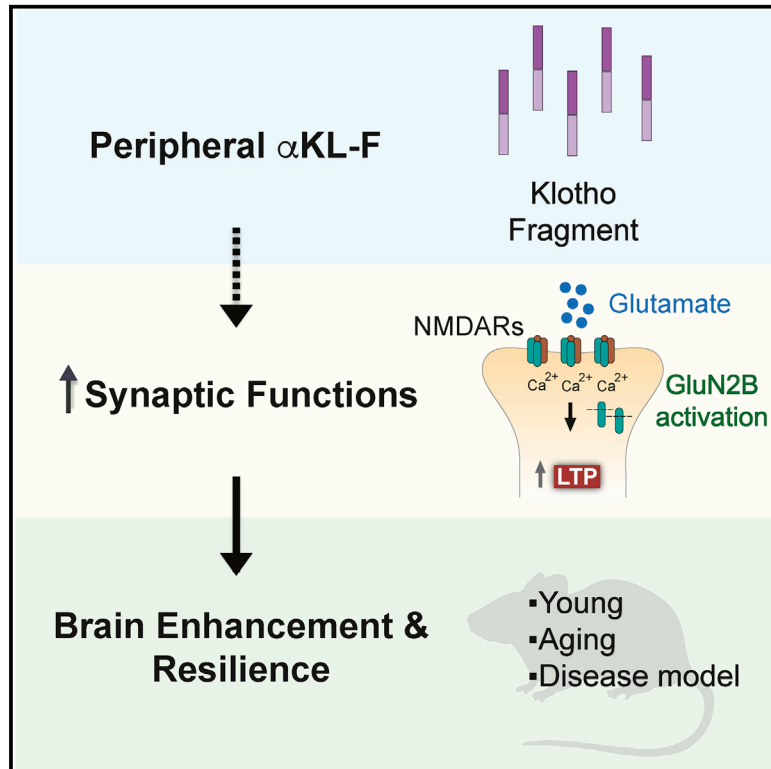 Peripheral αKL-F
Klotho
Fragment
↑ Synaptic Functions
Glutamate
NMDARs
Ca²⁺ Ca²⁺ Ca²⁺
GluN2B
activation
↑ LTP
Brain Enhancement &
Resilience
▪Young
▪Aging
▪Disease model